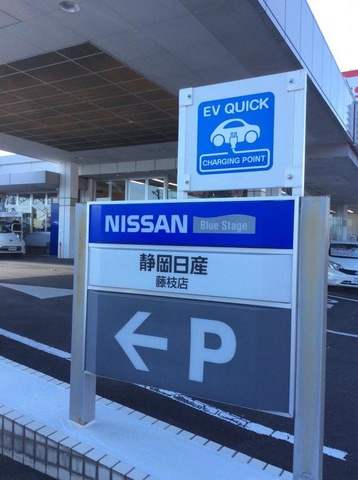 EV QUICK
CHARGING POINT
NISSAN Blue Stage
静岡日産
藤枝店
←P